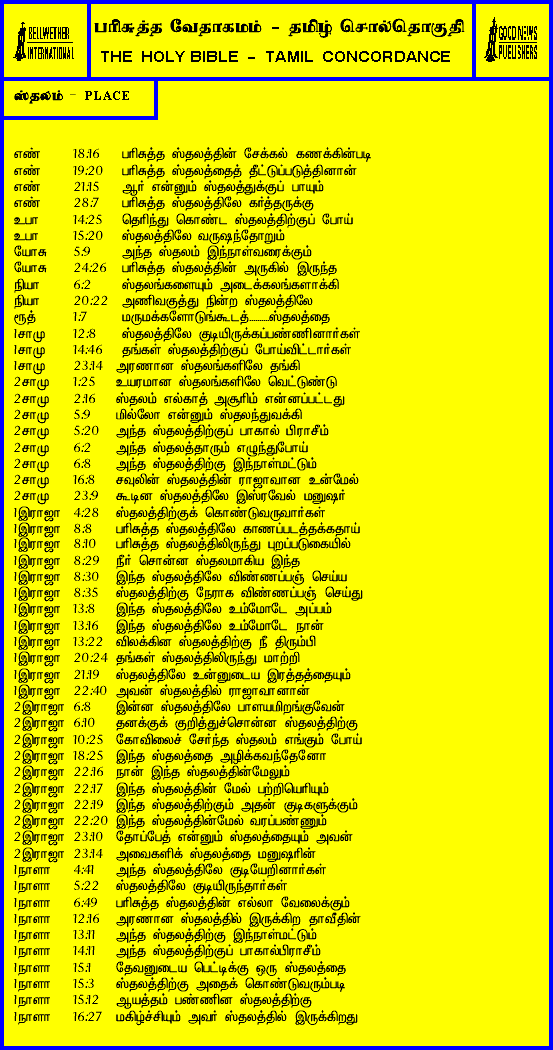 BELLWETHER
INTERNATIONAL
பரிசுத்த வேதாகமம் - தமிழ் சொல்தொகுதி
THE HOLY BIBLE - TAMIL CONCORDANCE
GOOD NEWS
PUBLISHERS
ஸ்தலம் - PLACE
எண் 18:16 பரிசுத்த ஸ்தலத்தின் சேக்கல் கணக்கின்படி
எண் 19:20 பரிசுத்த ஸ்தலத்தைத் தீட்டுப்படுத்தினான்
எண் 21:15 ஆர் என்னும் ஸ்தலத்துக்குப் பாயும்
எண் 28:7 பரிசுத்த ஸ்தலத்திலே கர்த்தருக்கு
உபா 14:25 தெரிந்து கொண்ட ஸ்தலத்திற்குப் போய்
உபா 15:20 ஸ்தலத்திலே வருஷந்தோறும்
யோசு 5:9 அந்த ஸ்தலம் இந்நாள்வரைக்கும்
யோசு 24:26 பரிசுத்த ஸ்தலத்தின் அருகில் இருந்த
நியா 6:2 ஸ்தலங்களையும் அடைக்கலங்களாக்கி
நியா 20:22 அணிவகுத்து நின்ற ஸ்தலத்திலே
ரூத் 1:7 மருமக்களோடுங்கூடத்.........ஸ்தலத்தை
1சாமு 12:8 ஸ்தலத்திலே குடியிருக்கப்பண்ணினார்கள்
1சாமு 14:46 தங்கள் ஸ்தலத்திற்குப் போய்விட்டார்கள்
1சாமு 23:14 அரணான ஸ்தலங்களிலே தங்கி
2சாமு 1:25 உயரமான ஸ்தலங்களிலே வெட்டுண்டு
2சாமு 2:16 ஸ்தலம் எல்காத் அசூரிம் என்னப்பட்டது
2சாமு 5:9 மில்லோ என்னும் ஸ்தலந்துவக்கி
2சாமு 5:20 அந்த ஸ்தலத்திற்குப் பாகால் பிராசீம்
2சாமு 6:2 அந்த ஸ்தலத்தாரும் எழுந்துபோய்
2சாமு 6:8 அந்த ஸ்தலத்திற்கு இந்நாள்மட்டும்
2சாமு 16:8 சவுலின் ஸ்தலத்தின் ராஜாவான உன்மேல்
2சாமு 23:9 கூடின ஸ்தலத்திலே இஸ்ரவேல் மனுஷர்
1இராஜா 4:28 ஸ்தலத்திற்குக் கொண்டுவருவார்கள்
1இராஜா 8:8 பரிசுத்த ஸ்தலத்திலே காணப்படத்தக்கதாய்
1இராஜா 8:10 பரிசுத்த ஸ்தலத்திலிருந்து புறப்படுகையில்
1இராஜா 8:29 நீர் சொன்ன ஸ்தலமாகிய இந்த
1இராஜா 8:30 இந்த ஸ்தலத்திலே விண்ணப்பஞ் செய்ய
1இராஜா 8:35 ஸ்தலத்திற்கு நேராக விண்ணப்பஞ் செய்து
1இராஜா 13:8 இந்த ஸ்தலத்திலே உம்மோடே அப்பம்
1இராஜா 13:16 இந்த ஸ்தலத்திலே உம்மோடே நான்
1இராஜா 13:22 விலக்கின ஸ்தலத்திற்கு நீ திரும்பி
1இராஜா 20:24 தங்கள் ஸ்தலத்திலிருந்து மாற்றி
1இராஜா 21:19 ஸ்தலத்திலே உன்னுடைய இரத்தத்தையும்
1இராஜா 22:40 அவன் ஸ்தலத்தில் ராஜாவானான்
2இராஜா 6:8 இன்ன ஸ்தலத்திலே பாளயமிறங்குவேன்
2இராஜா 6:10 தனக்குக் குறித்துச்சொன்ன ஸ்தலத்திற்கு
2இராஜா 10:25 கோவிலைச் சேர்ந்த ஸ்தலம் எங்கும் போய்
2இராஜா 18:25 இந்த ஸ்தலத்தை அழிக்கவந்தேனோ
2இராஜா 22:16 நான் இந்த ஸ்தலத்தின்மேலும்
2இராஜா 22:17 இந்த ஸ்தலத்தின் மேல் பற்றியெரியும்
2இராஜா 22:19 இந்த ஸ்தலத்திற்கும் அதன் குடிகளுக்கும்
2இராஜா 22:20 இந்த ஸ்தலத்தின்மேல் வரப்பண்ணும்
2இராஜா 23:10 தோப்பேத் என்னும் ஸ்தலத்தையும் அவன்
2இராஜா 23:14 அவைகளிக் ஸ்தலத்தை மனுஷரின்
1நாளா 4:41 அந்த ஸ்தலத்திலே குடியேறினார்கள்
1நாளா 5:22 ஸ்தலத்திலே குடியிருந்தார்கள்
1நாளா 6:49 பரிசுத்த ஸ்தலத்தின் எல்லா வேலைக்கும்
1நாளா 12:16 அரணான ஸ்தலத்தில் இருக்கிற தாவீதின்
1நாளா 13:11 அந்த ஸ்தலத்திற்கு இந்நாள்மட்டும்
1நாளா 14:11 அந்த ஸ்தலத்திற்குப் பாகால்பிராசீம்
1நாளா 15:1 தேவனுடைய பெட்டிக்கு ஒரு ஸ்தலத்தை
1நாளா 15:3 ஸ்தலத்திற்கு அதைக் கொண்டுவரும்படி
1நாளா 15:12 ஆயத்தம் பண்ணின ஸ்தலத்திற்கு
1நாளா 16:27 மகிழ்ச்சியும் அவர் ஸ்தலத்தில் இருக்கிறது